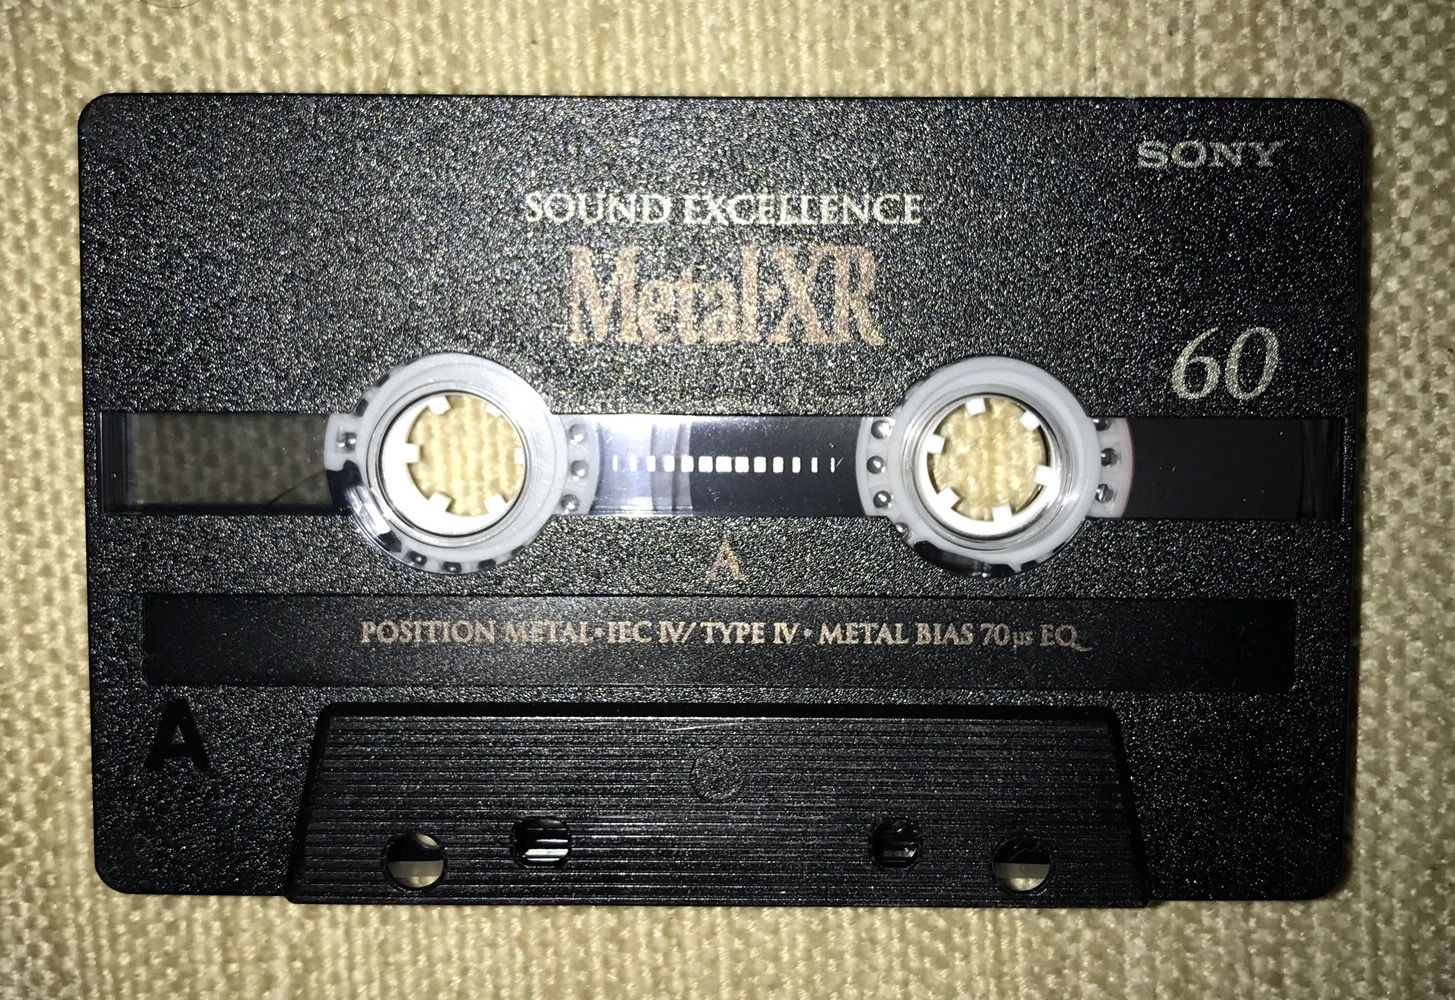 SONY
SOUND EXCELLENCE
Metal·XR
60
A
POSITION METAL·IEC IV/TYPE IV·METAL BIAS 70µs EQ
A